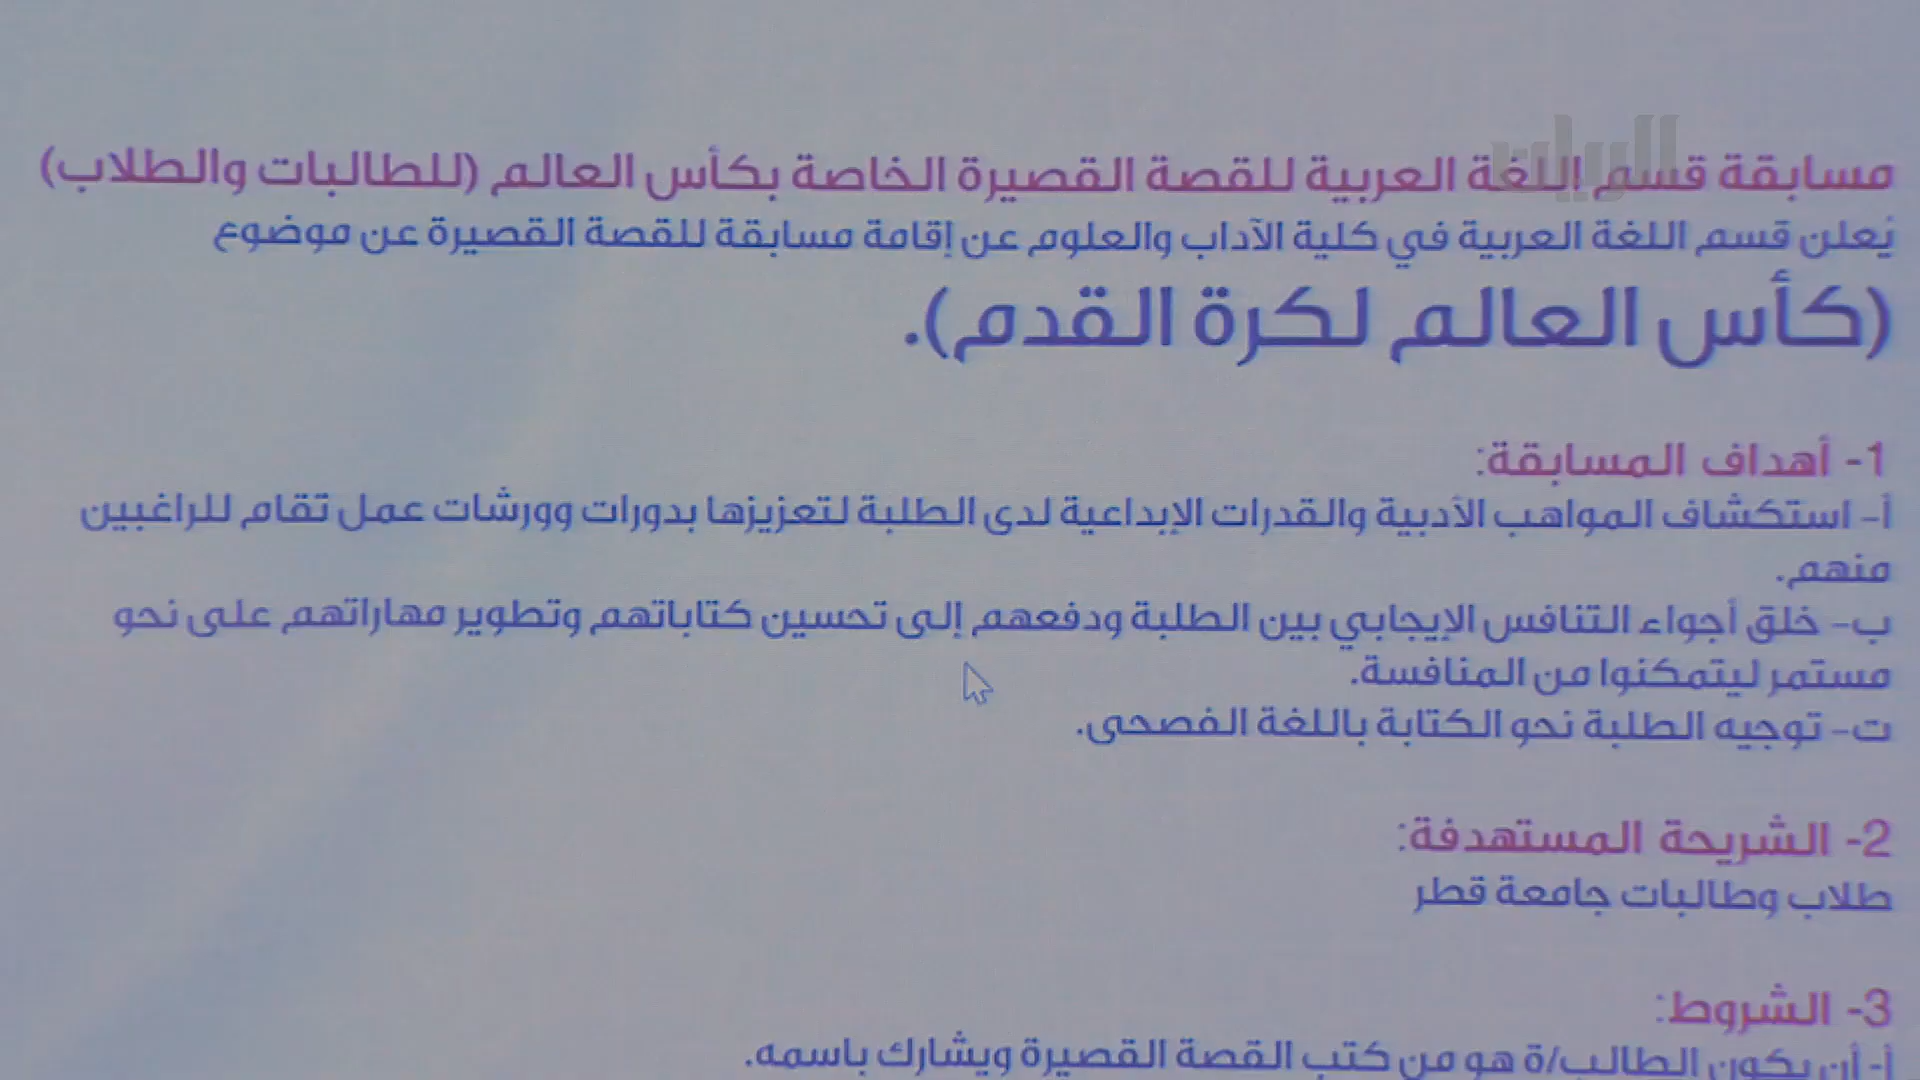 الريان
مسابقة قسم اللغة العربية للقصة القصيرة الخاصة بكأس العالم (للطالبات والطلاب)
يُعلن قسم اللغة العربية في كلية الآداب والعلوم عن إقامة مسابقة للقصة القصيرة عن موضوع
(كأس العالم لكرة القدم).
1- أهداف المسابقة:
أ- استكشاف المواهب الأدبية والقدرات الإبداعية لدى الطلبة لتعزيزها بدورات وورشات عمل تقام للراغبين
منهم.
ب- خلق أجواء التنافس الإيجابي بين الطلبة ودفعهم إلى تحسين كتاباتهم وتطوير مهاراتهم على نحو
مستمر ليتمكنوا من المنافسة.
ت- توجيه الطلبة نحو الكتابة باللغة الفصحى.
2- الشريحة المستهدفة:
طلاب وطالبات جامعة قطر
3- الشروط:
أ- أن يكون الطالب/ة هو من كتب القصة القصيرة ويشارك باسمه.